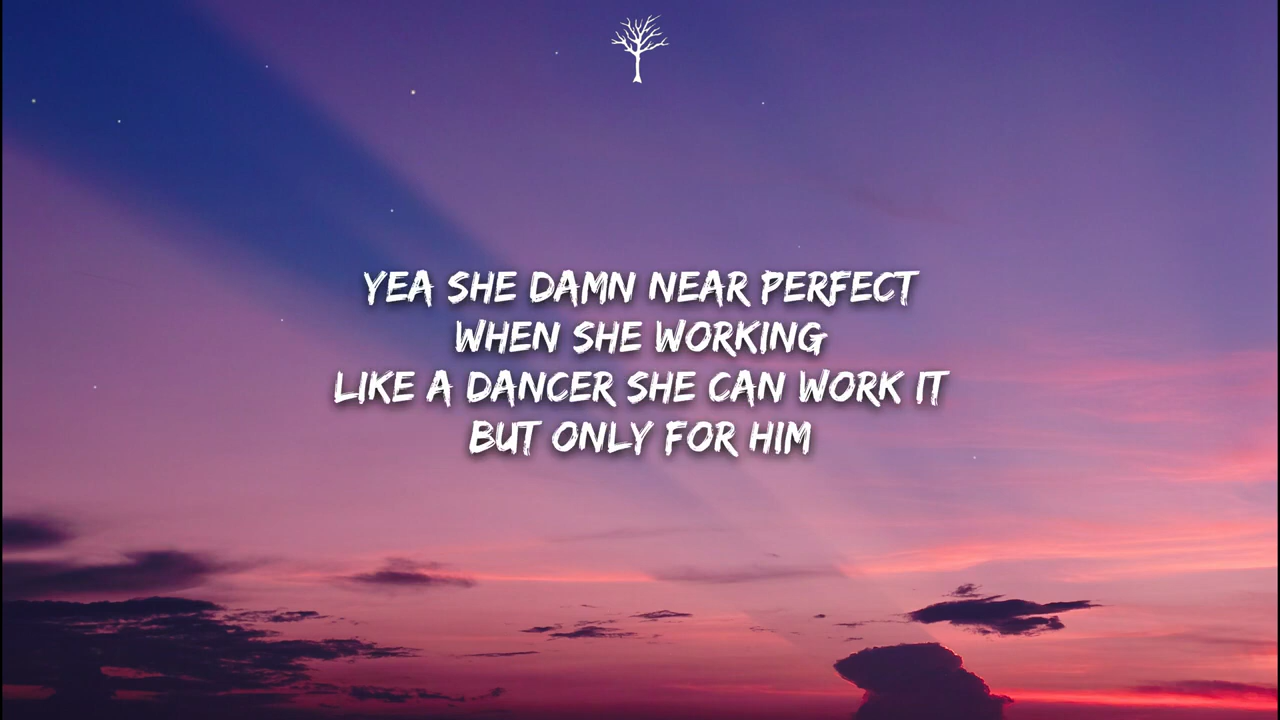 YEA SHE DAMN NEAR PERFECT
WHEN SHE WORKING
LIKE A DANCER SHE CAN WORK IT
BUT ONLY FOR HIM